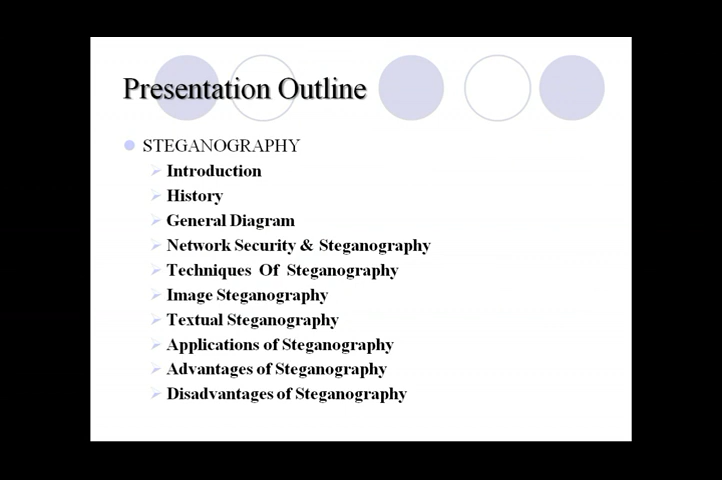 Presentation Outline
STEGANOGRAPHY
Introduction
History
General Diagram
Network Security & Steganography
Techniques Of Steganography
Image Steganography
Textual Steganography
Applications of Steganography
Advantages of Steganography
Disadvantages of Steganography